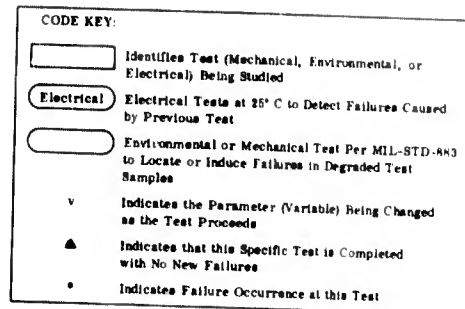 CODE KEY:
Identifies Test (Mechanical, Environmental, or
Electrical) Being Studied
Electrical Electrical Tests at 25° C to Detect Failures Caused
by Previous Test
Environmental or Mechanical Test Per MIL-STD-883
to Locate or Induce Failures in Degraded Test
Samples
v Indicates the Parameter (Variable) Being Changed
as the Test Proceeds
▲ Indicates that this Specific Test is Completed
with No New Failures
• Indicates Failure Occurrence at this Test